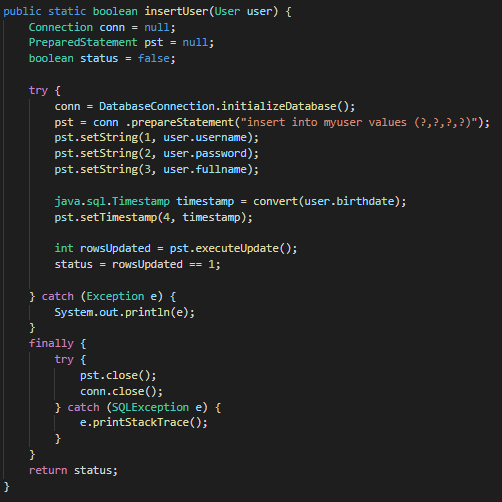 public static boolean insertUser(User user) {
    Connection conn = null;
    PreparedStatement pst = null;
    boolean status = false;

    try {
        conn = DatabaseConnection.initializeDatabase();
        pst = conn .prepareStatement("insert into myuser values (?,?,?,?)");
        pst.setString(1, user.username);
        pst.setString(2, user.password);
        pst.setString(3, user.fullname);

        java.sql.Timestamp timestamp = convert(user.birthdate);
        pst.setTimestamp(4, timestamp);

        int rowsUpdated = pst.executeUpdate();
        status = rowsUpdated == 1;

    } catch (Exception e) {
        System.out.println(e);
    }
    finally {
        try {
            pst.close();
            conn.close();
        } catch (SQLException e) {
            e.printStackTrace();
        }
    }
    return status;
}